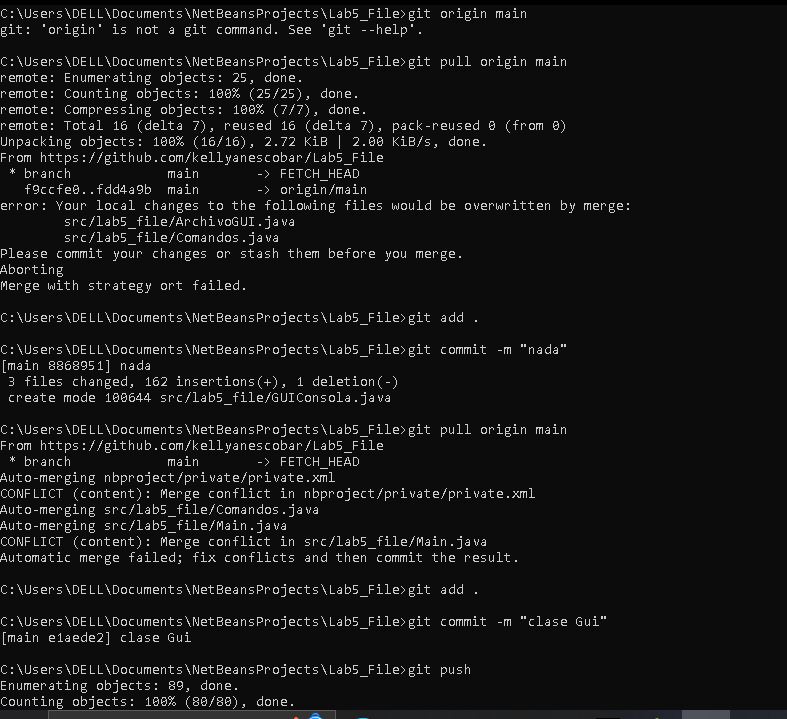 C:\Users\DELL\Documents\NetBeansProjects\Lab5_File>git origin main
git: 'origin' is not a git command. See 'git --help'.
C:\Users\DELL\Documents\NetBeansProjects\Lab5_File>git pull origin main
remote: Enumerating objects: 25, done.
remote: Counting objects: 100% (25/25), done.
remote: Compressing objects: 100% (7/7), done.
remote: Total 16 (delta 7), reused 16 (delta 7), pack-reused 0 (from 0)
Unpacking objects: 100% (16/16), 2.72 KiB | 2.00 KiB/s, done.
From https://github.com/kellyanescobar/Lab5_File
 * branch            main       -> FETCH_HEAD
   f9ccfe0..fdd4a9b  main       -> origin/main
error: Your local changes to the following files would be overwritten by merge:
        src/lab5_file/ArchivoGUI.java
        src/lab5_file/Comandos.java
Please commit your changes or stash them before you merge.
Aborting
Merge with strategy ort failed.
C:\Users\DELL\Documents\NetBeansProjects\Lab5_File>git add .
C:\Users\DELL\Documents\NetBeansProjects\Lab5_File>git commit -m "nada"
[main 8868951] nada
 3 files changed, 162 insertions(+), 1 deletion(-)
 create mode 100644 src/lab5_file/GUIConsola.java
C:\Users\DELL\Documents\NetBeansProjects\Lab5_File>git pull origin main
From https://github.com/kellyanescobar/Lab5_File
 * branch            main       -> FETCH_HEAD
Auto-merging nbproject/private/private.xml
CONFLICT (content): Merge conflict in nbproject/private/private.xml
Auto-merging src/lab5_file/Comandos.java
Auto-merging src/lab5_file/Main.java
CONFLICT (content): Merge conflict in src/lab5_file/Main.java
Automatic merge failed; fix conflicts and then commit the result.
C:\Users\DELL\Documents\NetBeansProjects\Lab5_File>git add .
C:\Users\DELL\Documents\NetBeansProjects\Lab5_File>git commit -m "clase Gui"
[main e1aede2] clase Gui
C:\Users\DELL\Documents\NetBeansProjects\Lab5_File>git push
Enumerating objects: 89, done.
Counting objects: 100% (80/80), done.